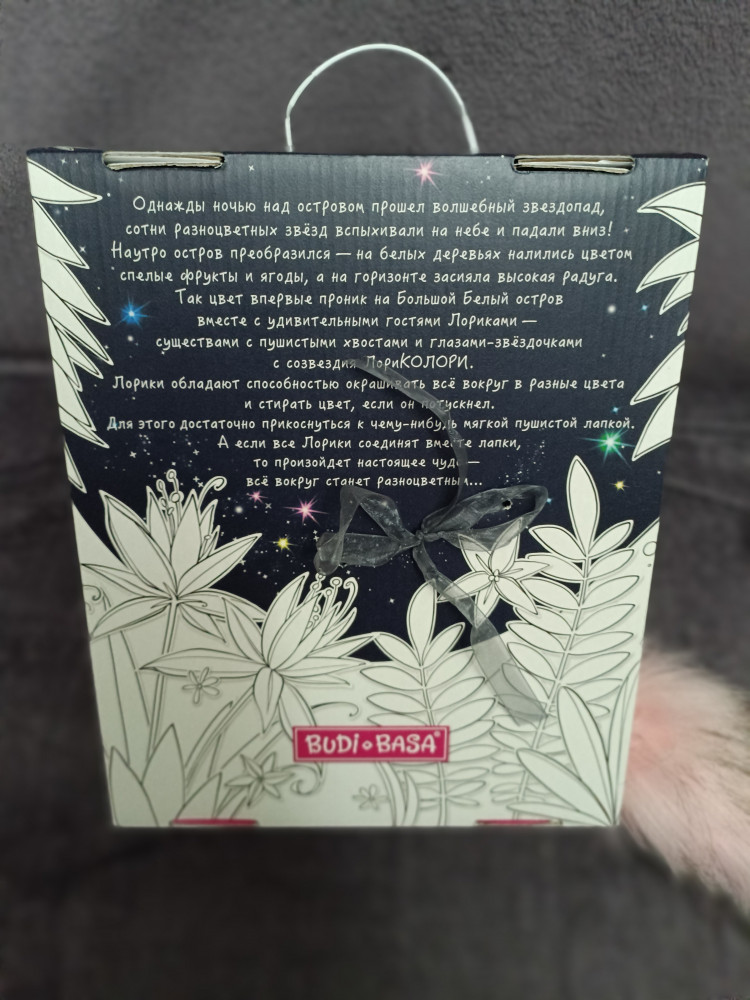 Однажды ночью над островом прошел волшебный звездопад,
сотни разноцветных звёзд вспыхивали на небе и падали вниз!
Наутро остров преобразился — на белых деревьях налились цветом
спелые фрукты и ягоды, а на горизонте засияла высокая радуга.
Так цвет впервые проник на Большой Белый остров
вместе с удивительными гостями Лориками —
существами с пушистыми хвостами и глазами-звёздочками
с созвездия ЛориКОЛОРИ.
Лорики обладают способностью окрашивать всё вокруг в разные цвета
и стирать цвет, если он потускнел.
Для этого достаточно прикоснуться к чему-нибудь мягкой пушистой лапкой.
А если все Лорики соединят вместе лапки,
то произойдет настоящее чудо —
всё вокруг станет разноцветным...
BUDI BASA®